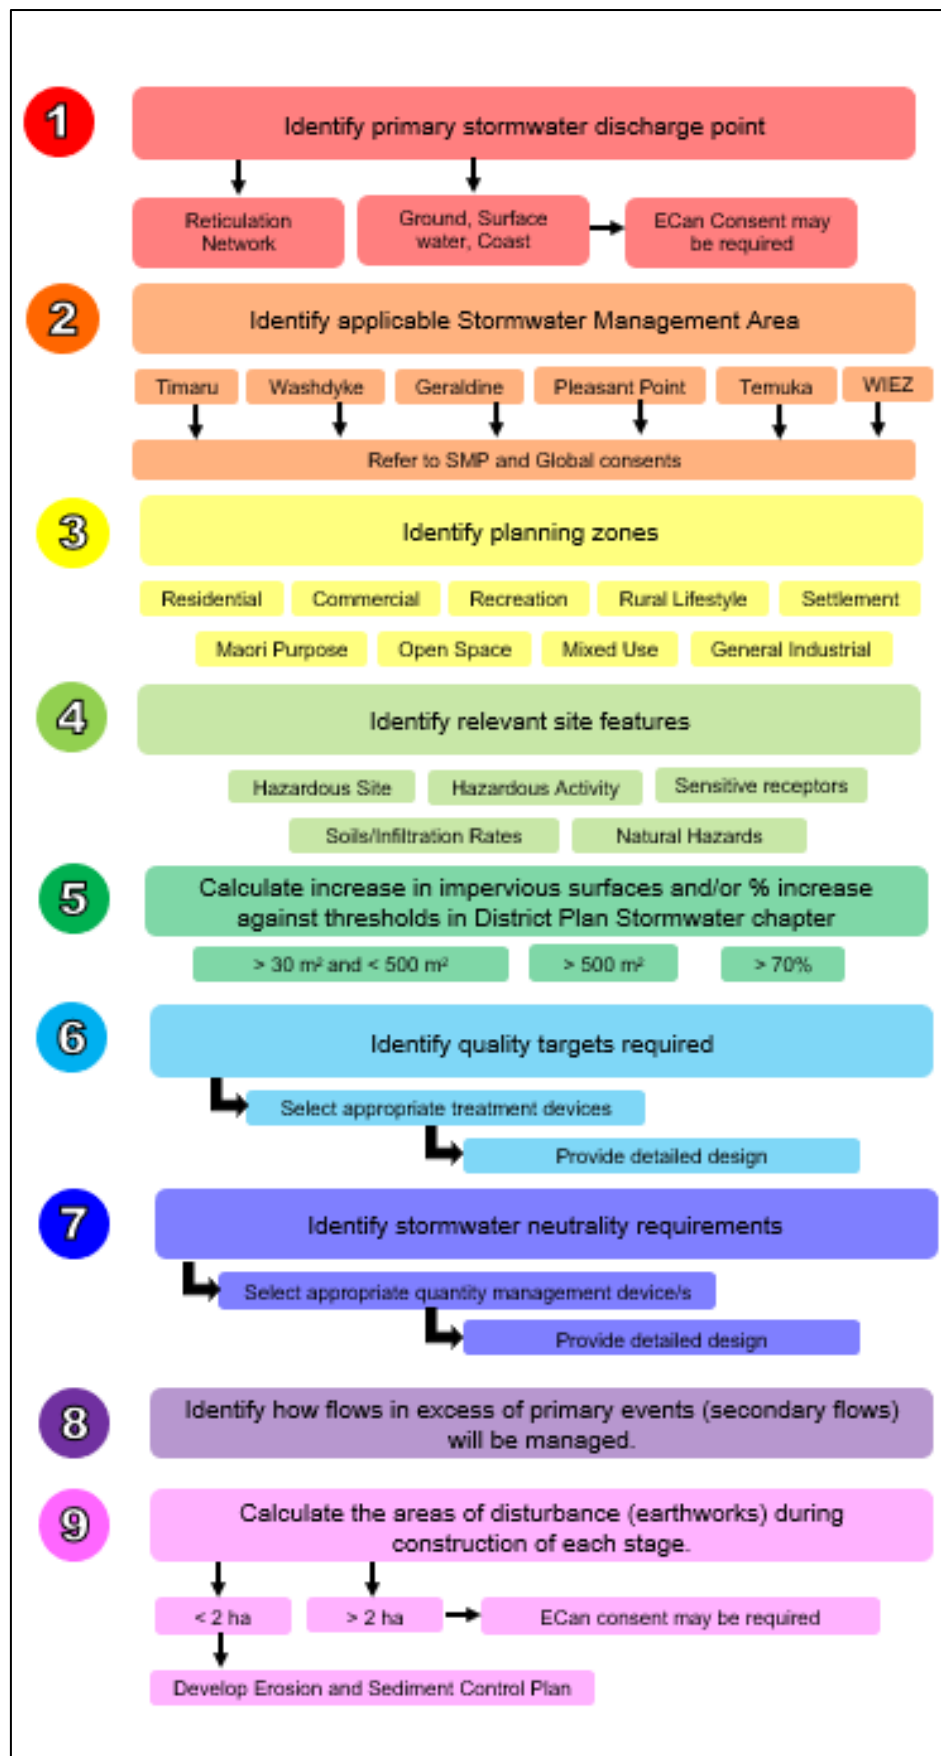 1
Identify primary stormwater discharge point
Reticulation
Network
Ground, Surface
water, Coast
ECan Consent may
be required
2
Identify applicable Stormwater Management Area
Timaru
Washdyke
Geraldine
Pleasant Point
Temuka
WIEZ
Refer to SMP and Global consents
3
Identify planning zones
Residential
Commercial
Recreation
Rural Lifestyle
Settlement
Maori Purpose
Open Space
Mixed Use
General Industrial
4
Identify relevant site features
Hazardous Site
Hazardous Activity
Sensitive receptors
Soils/Infiltration Rates
Natural Hazards
5
Calculate increase in impervious surfaces and/or % increase
against thresholds in District Plan Stormwater chapter
> 30 m² and < 500 m²
> 500 m²
> 70%
6
Identify quality targets required
Select appropriate treatment devices
Provide detailed design
7
Identify stormwater neutrality requirements
Select appropriate quantity management device/s
Provide detailed design
8
Identify how flows in excess of primary events (secondary flows)
will be managed.
9
Calculate the areas of disturbance (earthworks) during
construction of each stage.
< 2 ha
> 2 ha
ECan consent may be required
Develop Erosion and Sediment Control Plan